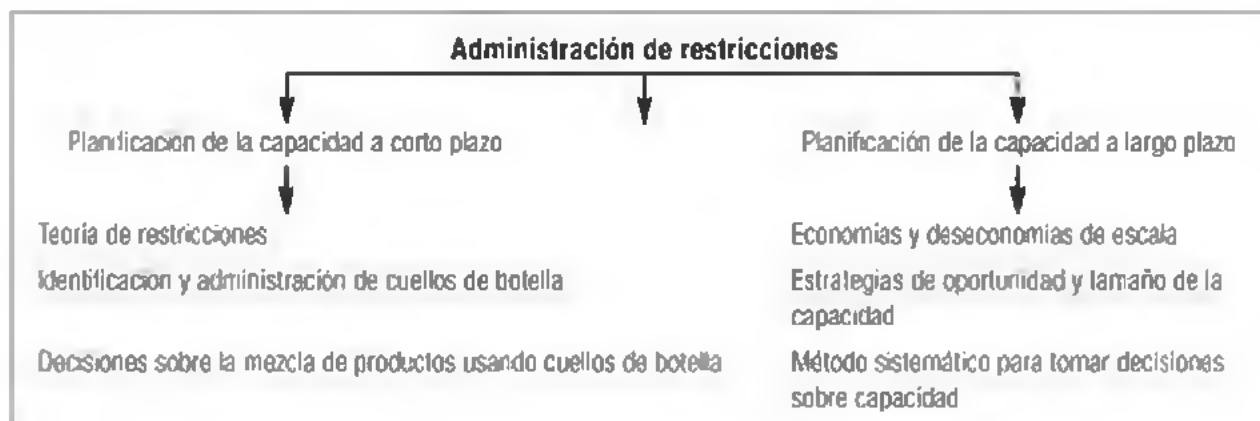 Administración de restricciones
Planificación de la capacidad a corto plazo
Planificación de la capacidad a largo plazo
Teoría de restricciones
Identificación y administración de cuellos de botella
Decisiones sobre la mezcla de productos usando cuellos de botella
Economías y deseconomías de escala
Estrategias de oportunidad y tamaño de la
capacidad
Método sistemático para tomar decisiones
sobre capacidad